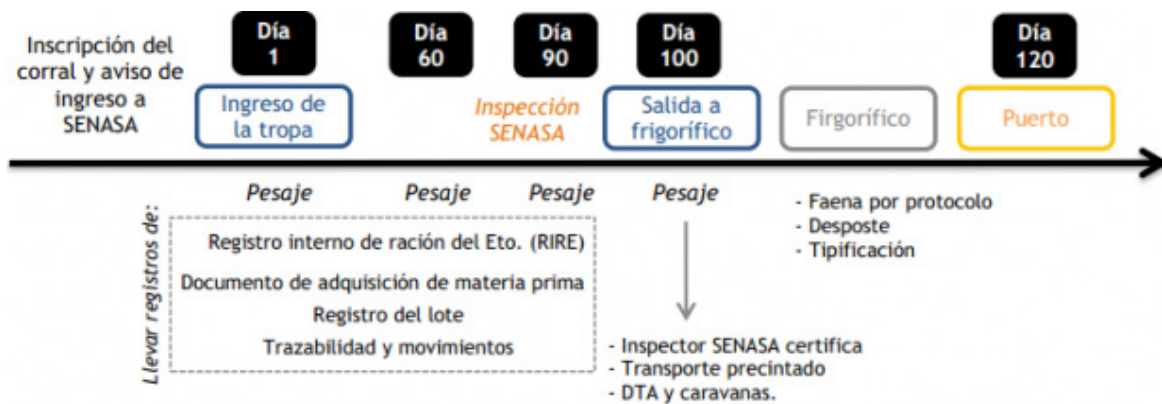 Inscripción del
corral y aviso de
ingreso a
SENASA
Día
1
Día
60
Día
90
Día
100
Día
120
Ingreso de
la tropa
Inspección
SENASA
Salida a
frigorífico
Firgorífico
Puerto
Pesaje
Pesaje
Pesaje
Pesaje
Llevar registros de:
Registro interno de ración del Eto. (RIRE)
Documento de adquisición de materia prima
Registro del lote
Trazabilidad y movimientos
- Inspector SENASA certifica
- Transporte precintado
- DTA y caravanas.
- Faena por protocolo
- Desposte
- Tipificación